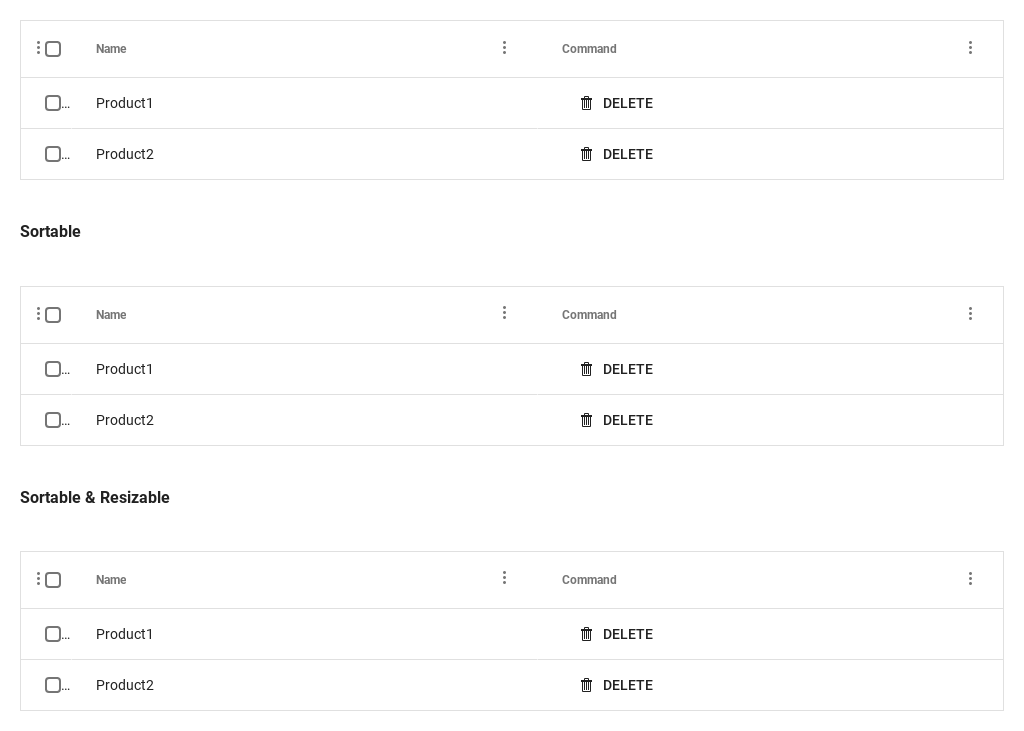 Name Command
... Product1 DELETE
... Product2 DELETE
Sortable
Name Command
... Product1 DELETE
... Product2 DELETE
Sortable & Resizable
Name Command
... Product1 DELETE
... Product2 DELETE